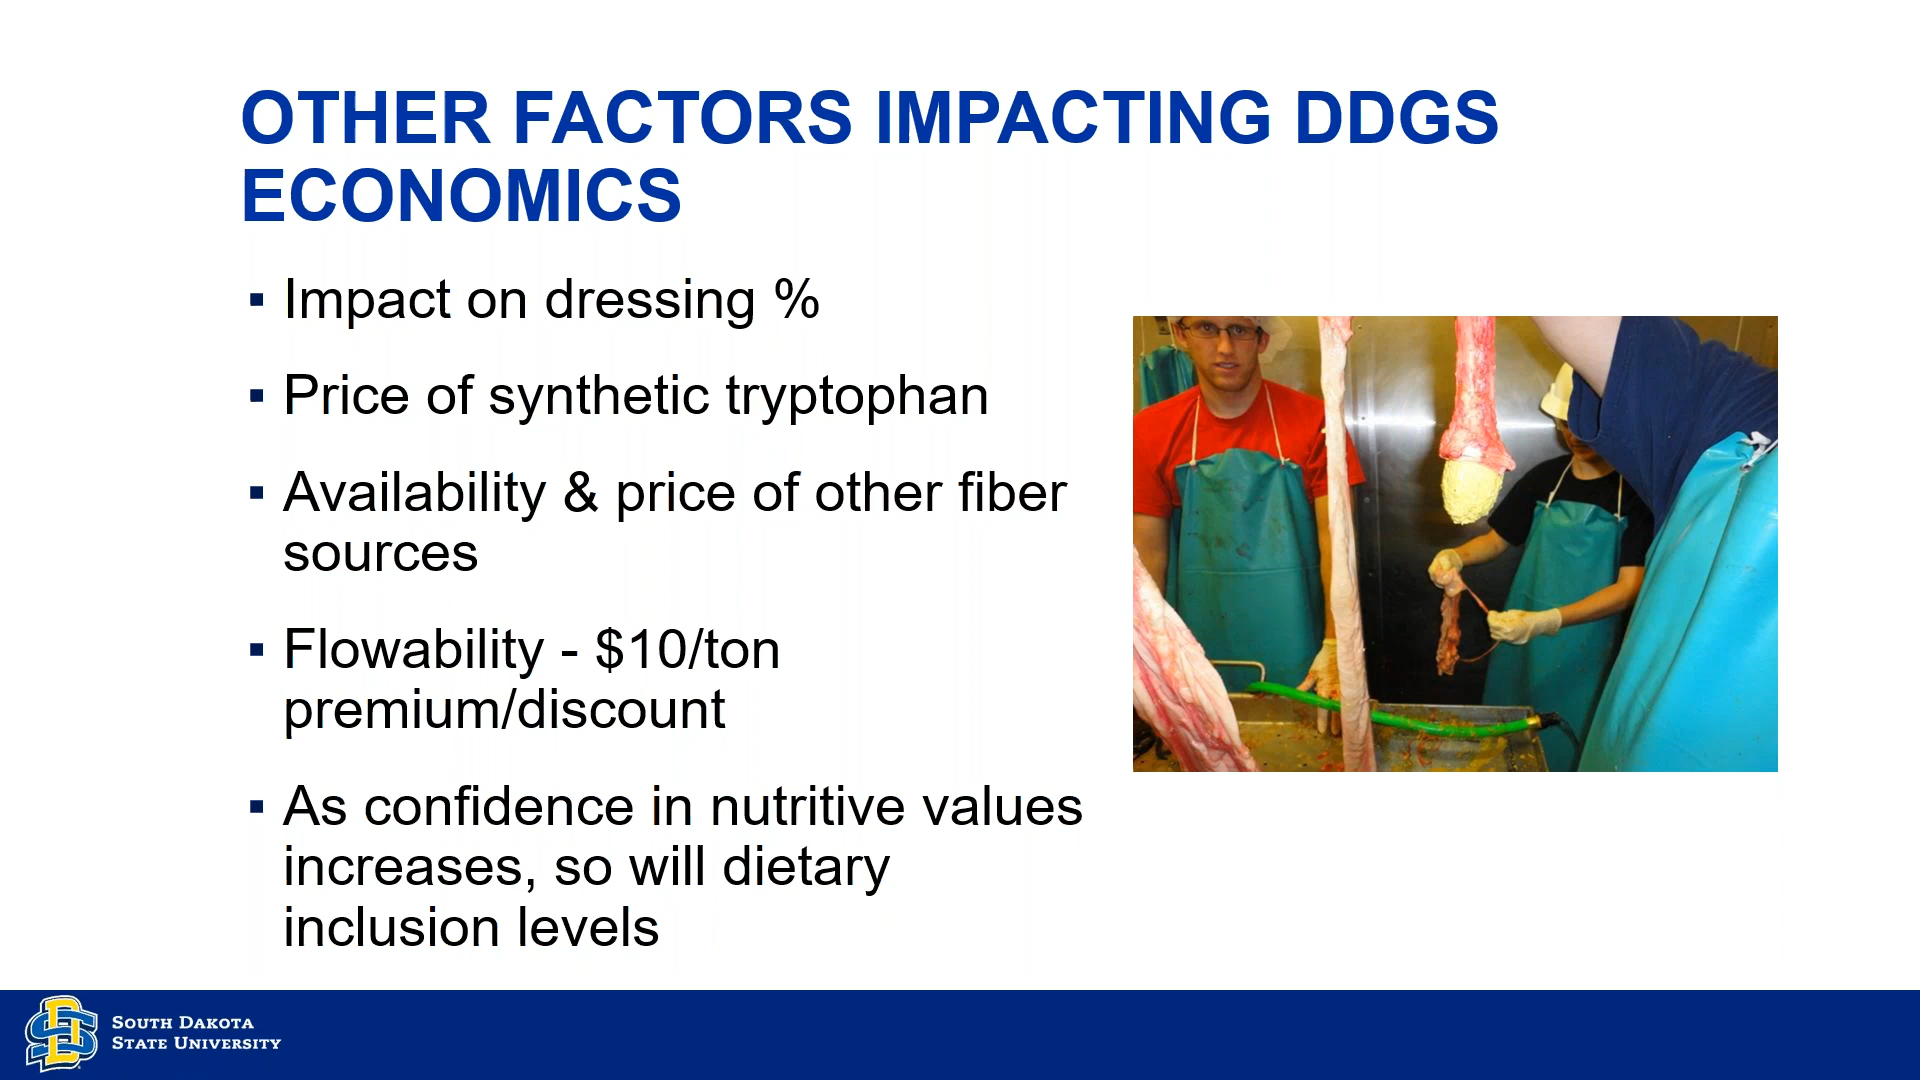 OTHER FACTORS IMPACTING DDGS
ECONOMICS
▪ Impact on dressing %
▪ Price of synthetic tryptophan
▪ Availability & price of other fiber
sources
▪ Flowability - $10/ton
premium/discount
▪ As confidence in nutritive values
increases, so will dietary
inclusion levels
SOUTH DAKOTA
STATE UNIVERSITY